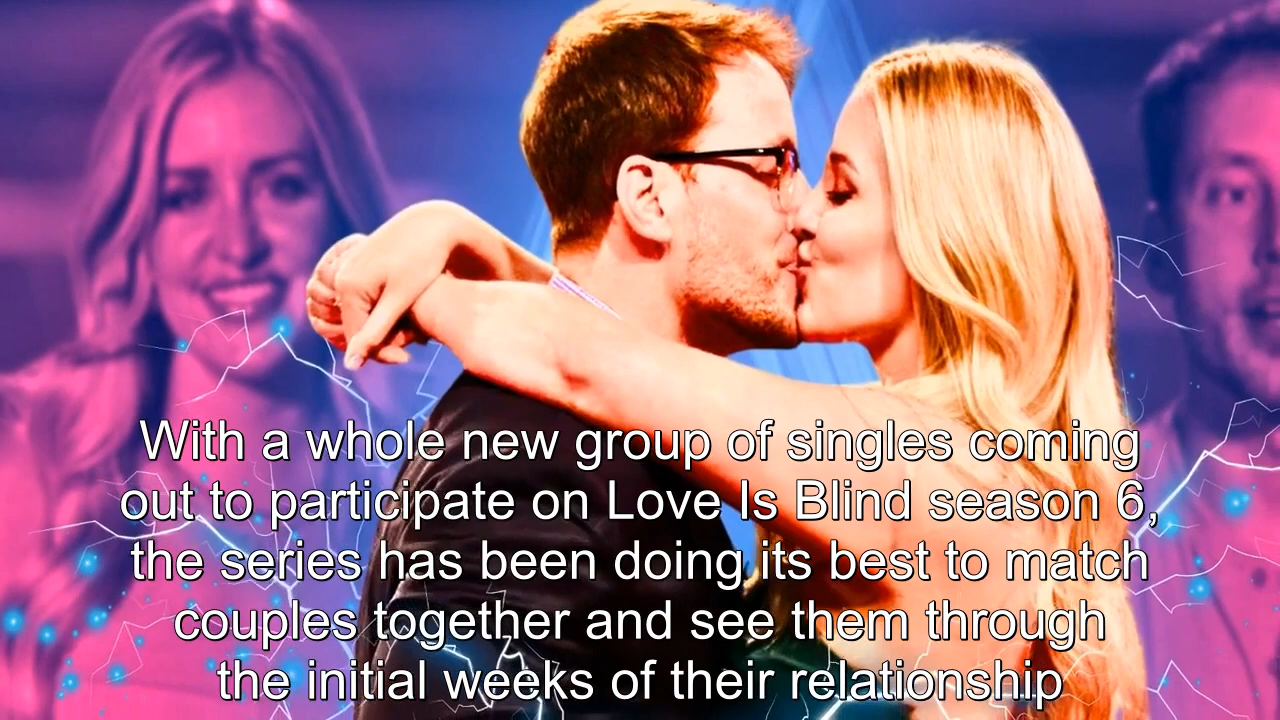 With a whole new group of singles coming
out to participate on Love Is Blind season 6,
the series has been doing its best to match
couples together and see them through
the initial weeks of their relationship